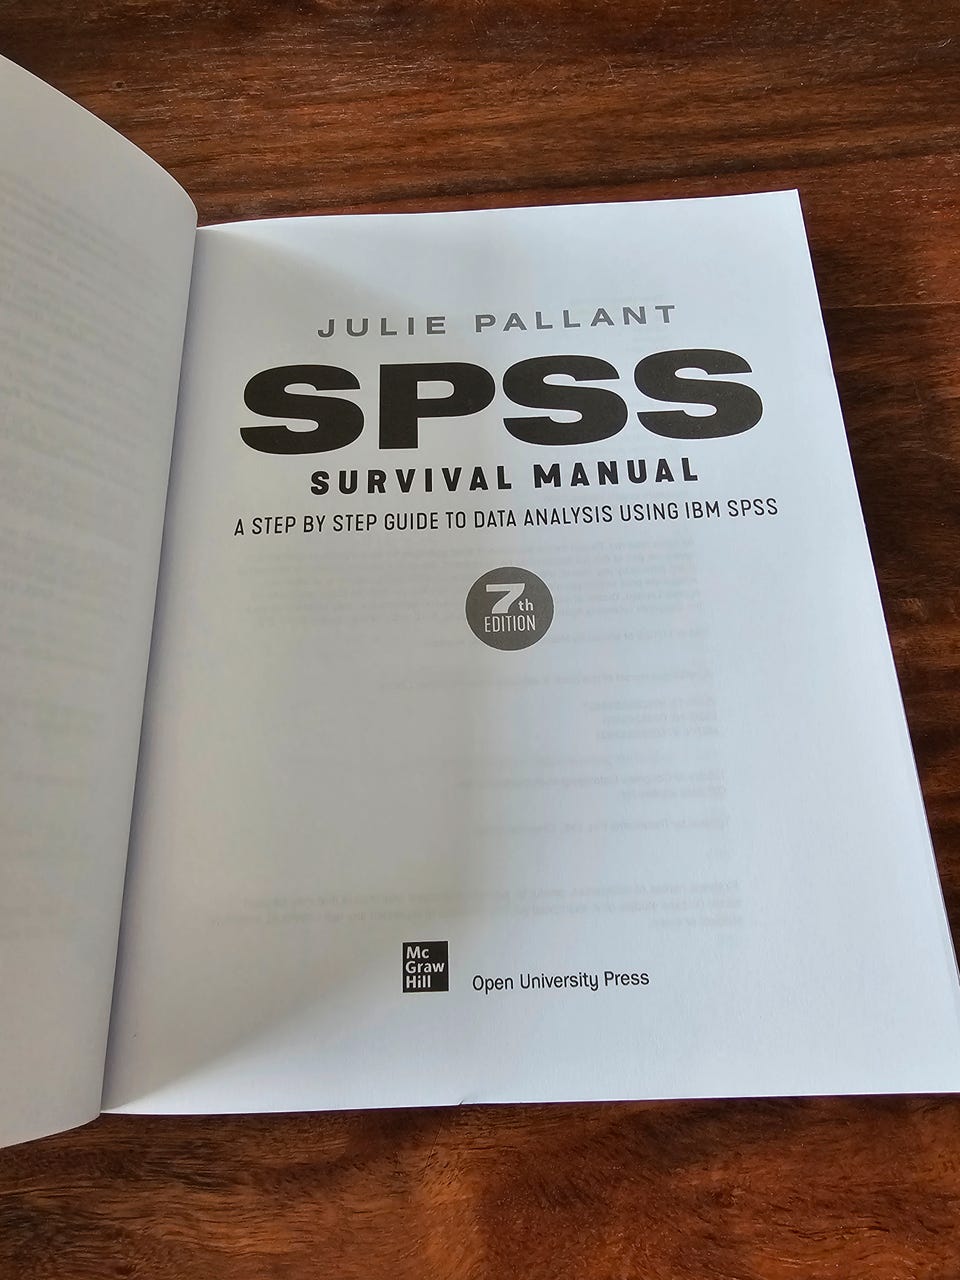 JULIE PALLANT
SPSS
SURVIVAL MANUAL
A STEP BY STEP GUIDE TO DATA ANALYSIS USING IBM SPSS
7th
EDITION
Mc
Graw
Hill
Open University Press